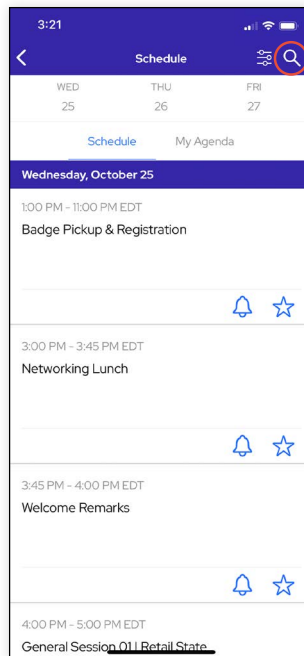 3:21
Schedule
WED THU FRI
25 26 27
Schedule My Agenda
Wednesday, October 25
1:00 PM - 11:00 PM EDT
Badge Pickup & Registration
3:00 PM - 3:45 PM EDT
Networking Lunch
3:45 PM - 4:00 PM EDT
Welcome Remarks
4:00 PM - 5:00 PM EDT
General Session 01 | Retail State